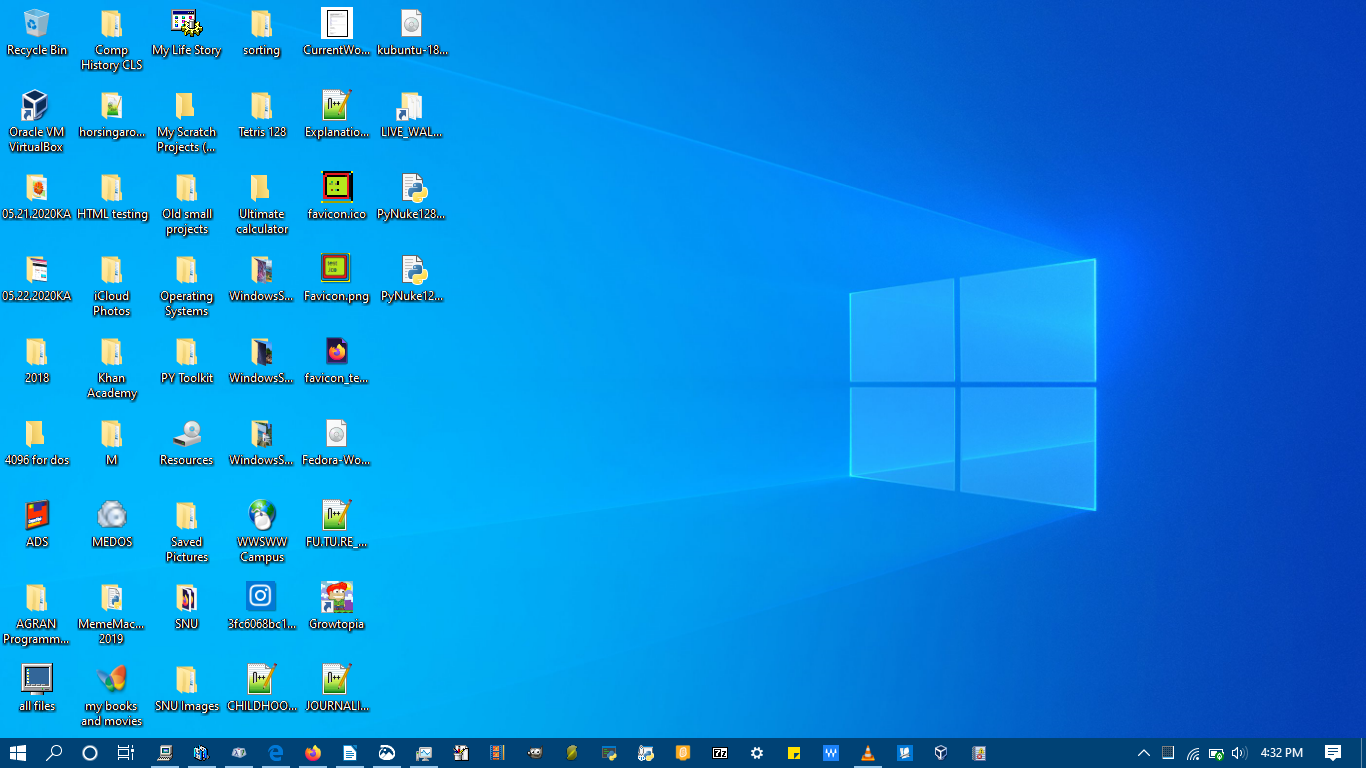 Recycle Bin
Comp
History CLS
My Life Story
sorting
CurrentWo...
kubuntu-18...
Oracle VM
VirtualBox
horsingaro...
My Scratch
Projects (...
Tetris 128
Explanatio...
LIVE_WAL...
05.21.2020KA
HTML testing
Old small
projects
Ultimate
calculator
favicon.ico
PyNuke128...
05.22.2020KA
iCloud
Photos
Operating
Systems
WindowsS...
Favicon.png
PyNuke12...
2018
Khan
Academy
PY Toolkit
WindowsS...
favicon_te...
4096 for dos
M
Resources
WindowsS...
Fedora-Wo...
ADS
MEDOS
Saved
Pictures
WWSWW
Campus
FU.TU.RE_...
AGRAN
Programm...
MemeMac...
2019
SNU
3fc6068bc1...
Growtopia
all files
my books
and movies
SNU Images
CHILDHOO...
JOURNALI...
4:32 PM